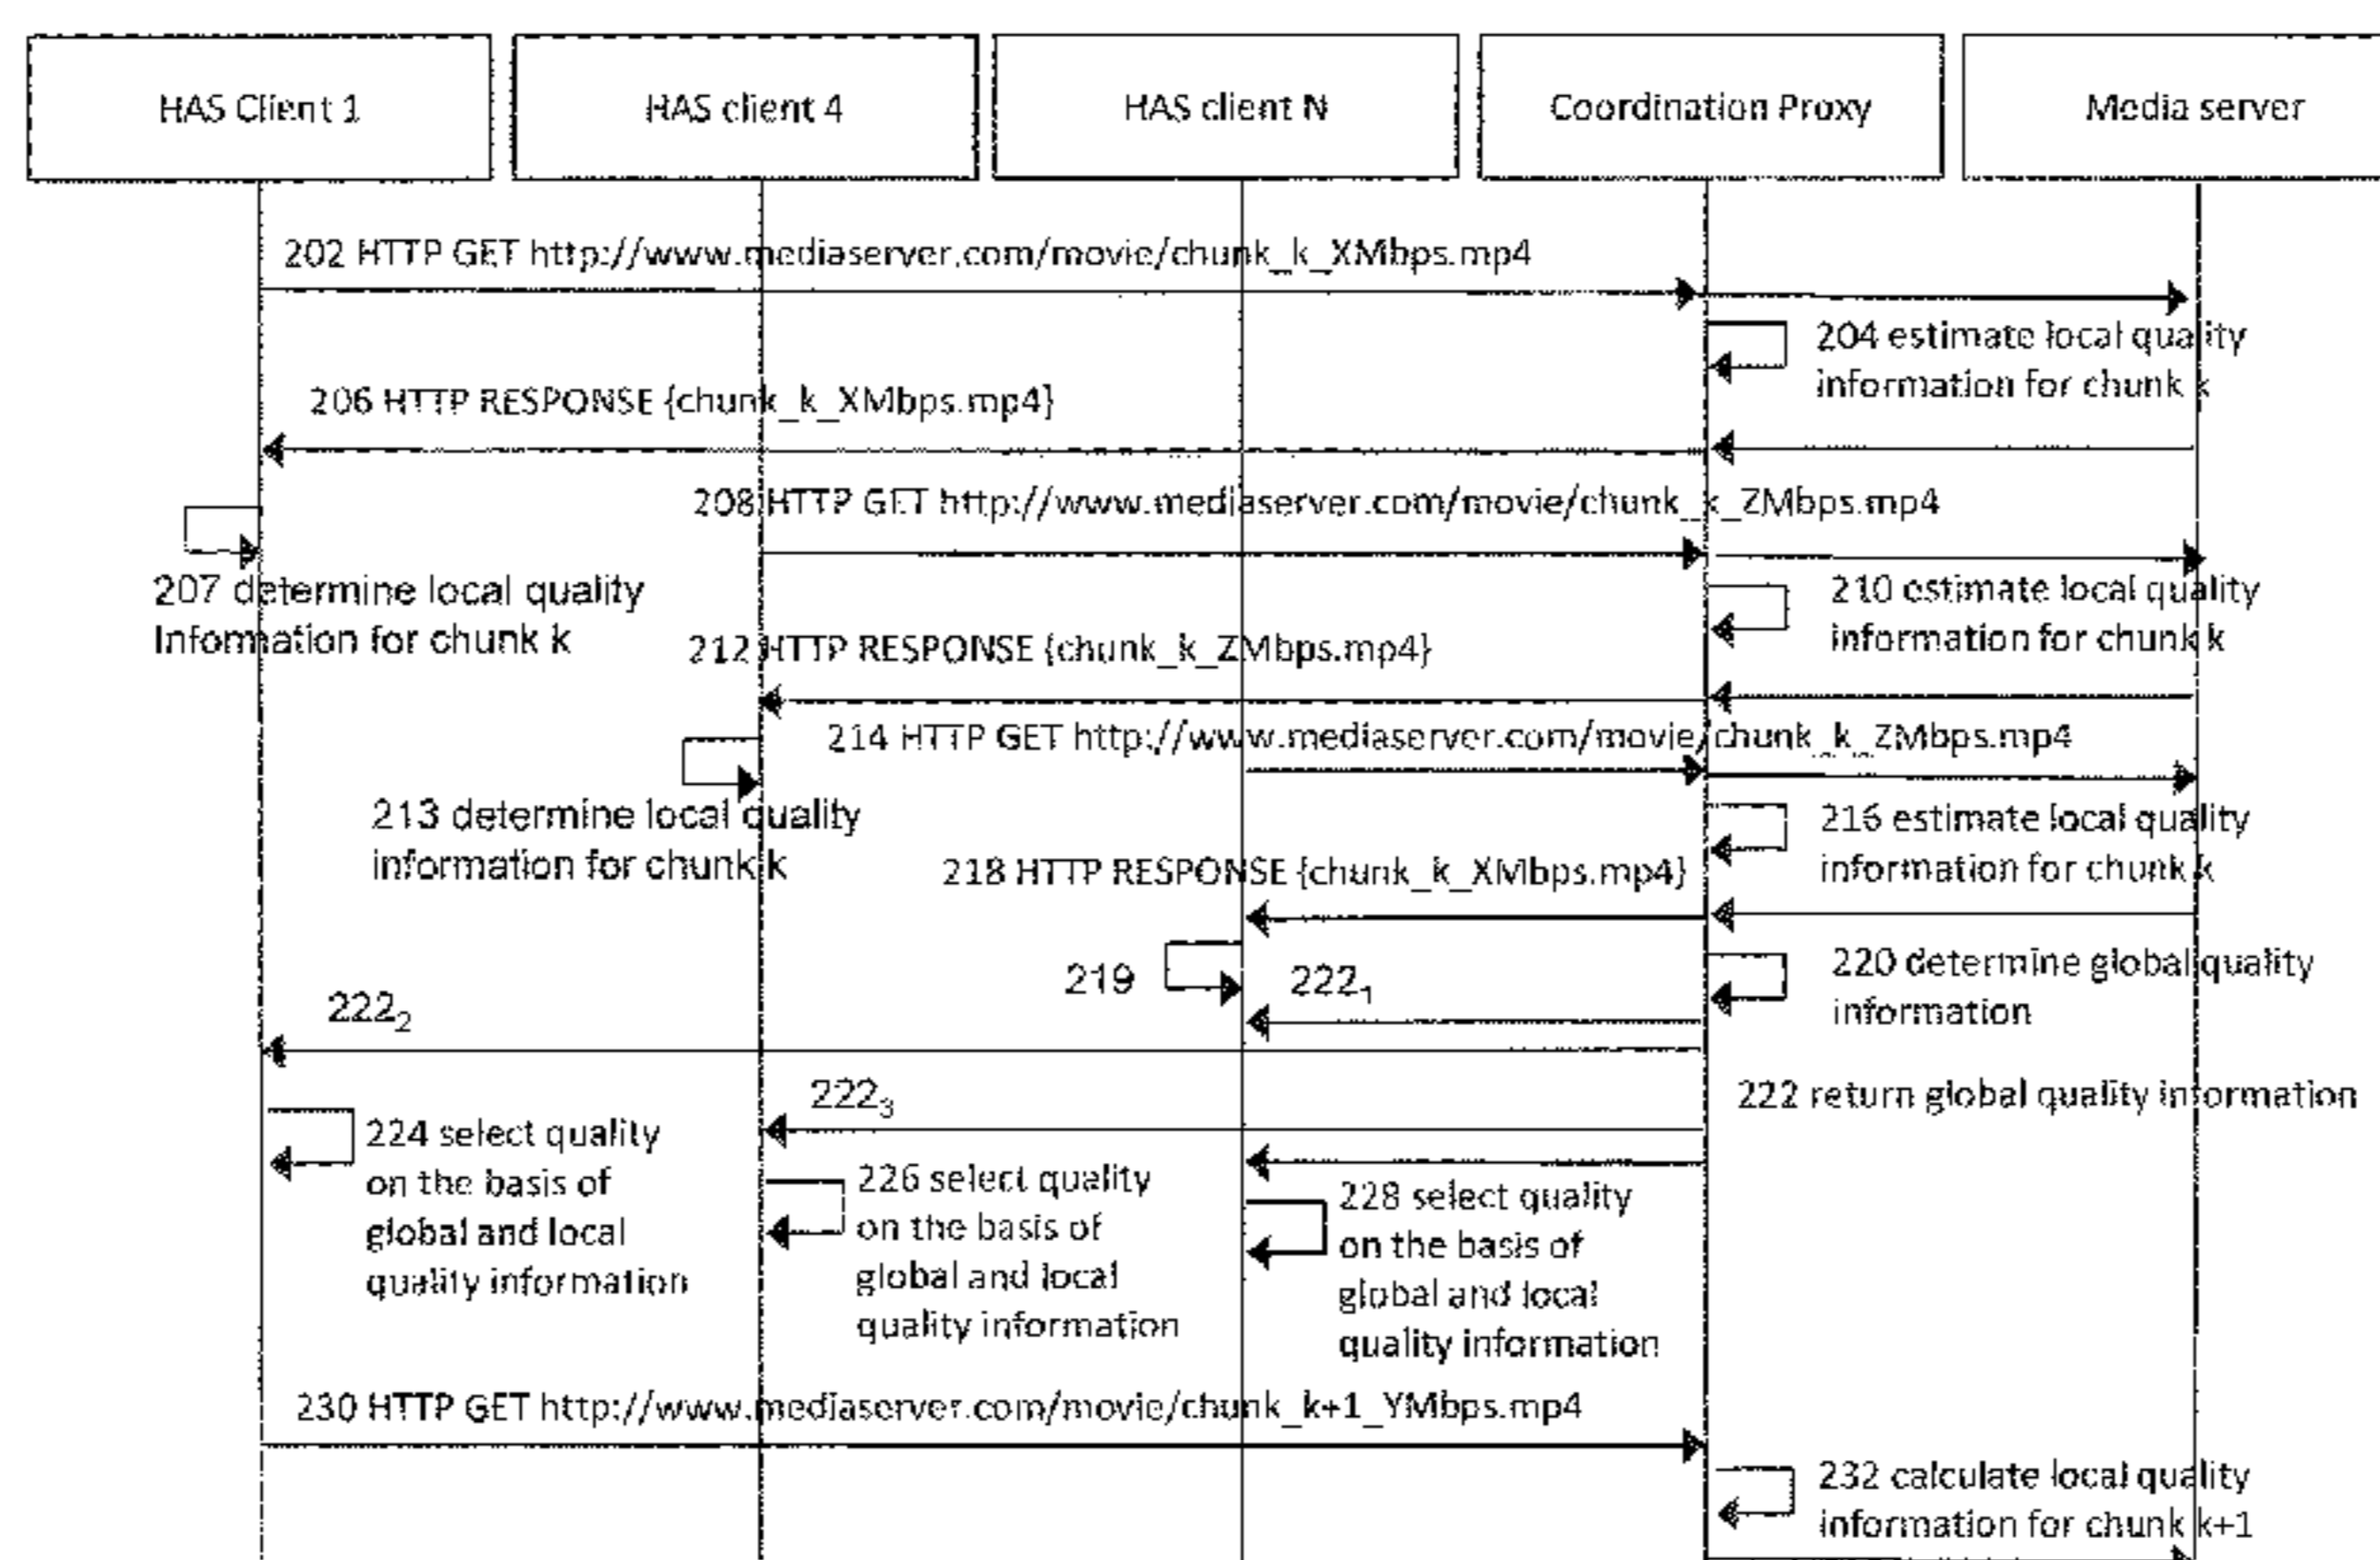 HAS Client 1
HAS client 4
HAS client N
Coordination Proxy
Media server
202 HTTP GET http://www.mediaserver.com/movie/chunk_k_XMbps.mp4
204 estimate local quality
information for chunk k
206 HTTP RESPONSE {chunk_k_XMbps.mp4}
208 HTTP GET http://www.mediaserver.com/movie/chunk_k_ZMbps.mp4
207 determine local quality
Information for chunk k
210 estimate local quality
information for chunk k
212 HTTP RESPONSE {chunk_k_ZMbps.mp4}
214 HTTP GET http://www.mediaserver.com/movie/chunk_k_ZMbps.mp4
213 determine local quality
information for chunk k
216 estimate local quality
information for chunk k
218 HTTP RESPONSE {chunk_k_XMbps.mp4}
219
220 determine global quality
information
222₁
222₂
222₃
222 return global quality information
224 select quality
on the basis of
global and local
quality information
226 select quality
on the basis of
global and local
quality information
228 select quality
on the basis of
global and local
quality information
230 HTTP GET http://www.mediaserver.com/movie/chunk_k+1_YMbps.mp4
232 calculate local quality
information for chunk k+1